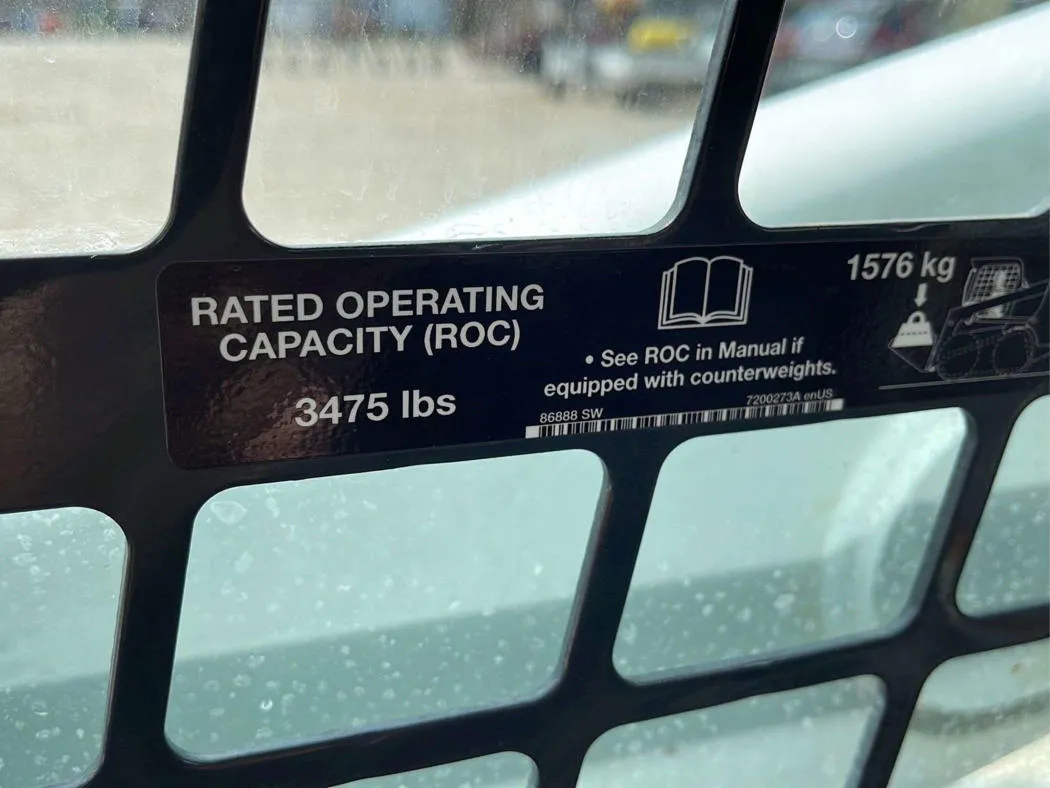 RATED OPERATING
CAPACITY (ROC)
3475 lbs
• See ROC in Manual if
equipped with counterweights.
86888 SW
7200273A enUS
1576 kg